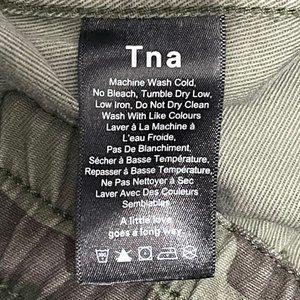 Tna
Machine Wash Cold,
No Bleach, Tumble Dry Low,
Low Iron, Do Not Dry Clean
Wash With Like Colours
Laver à La Machine à
L'eau Froide,
Pas De Blanchiment,
Sécher à Basse Température,
Repasser à Basse Température,
Ne Pas Nettoyer à Sec
Laver Avec Des Couleurs
Semblables
A little love
goes a long way.